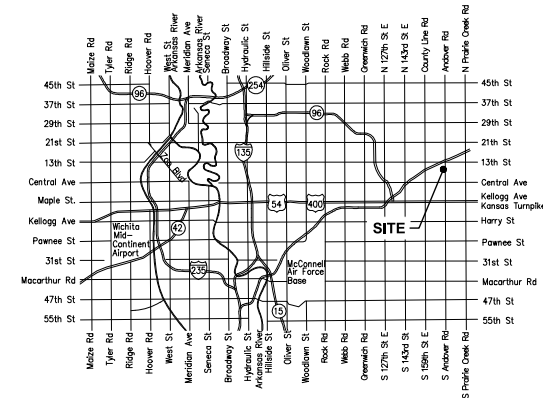 Maize Rd
Tyler Rd
Ridge Rd
Hoover Rd
West St
Arkansas River
Meridian Ave
Arkansas River
Seneca St
Broadway St
Hydraulic St
Hillside St
Oliver St
Woodlawn St
Rock Rd
Webb Rd
Greenwich Rd
N 127th St E
N 143rd St E
County Line Rd
N Andover Rd
N Prairie Creek Rd
45th St
37th St
29th St
21st St
13th St
Central Ave
Maple St.
Kellogg Ave
Pawnee St
31st St
Macarthur Rd
47th St
55th St
96
254
96
135
Zoo Blvd
54
400
42
235
15
Wichita
Mid-
Continent
Airport
McConnell
Air Force
Base
SITE
45th St
37th St
29th St
21th St
13th St
Central Ave
Kellogg Ave
Kansas Turnpike
Harry St
Pawnee St
31st St
Macarthur Rd
47th St
55th St
Maize Rd
Tyler Rd
Ridge Rd
Hoover Rd
West St
Meridian Ave
Seneca St
Broadway St
Hydraulic St
Arkansas River
Hillside St
Oliver St
Woodlawn St
Rock Rd
Webb Rd
Greenwich Rd
S 127th St E
S 143rd St
S 159th St E
S Andover Rd
S Prairie Creek Rd